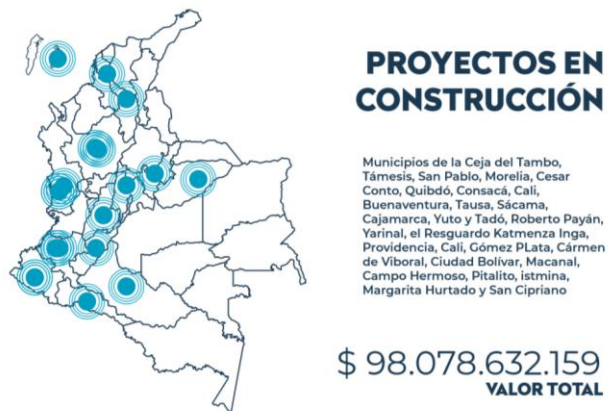 PROYECTOS EN
CONSTRUCCIÓN
Municipios de la Ceja del Tambo,
Támesis, San Pablo, Morelia, Cesar
Conto, Quibdó, Consacá, Cali,
Buenaventura, Tausa, Sácama,
Cajamarca, Yuto y Tadó, Roberto Payán,
Yarinal, el Resguardo Katmenza Inga,
Providencia, Cali, Gómez PLata, Cármen
de Viboral, Ciudad Bolívar, Macanal,
Campo Hermoso, Pitalito, istmina,
Margarita Hurtado y San Cipriano
$ 98.078.632.159
VALOR TOTAL